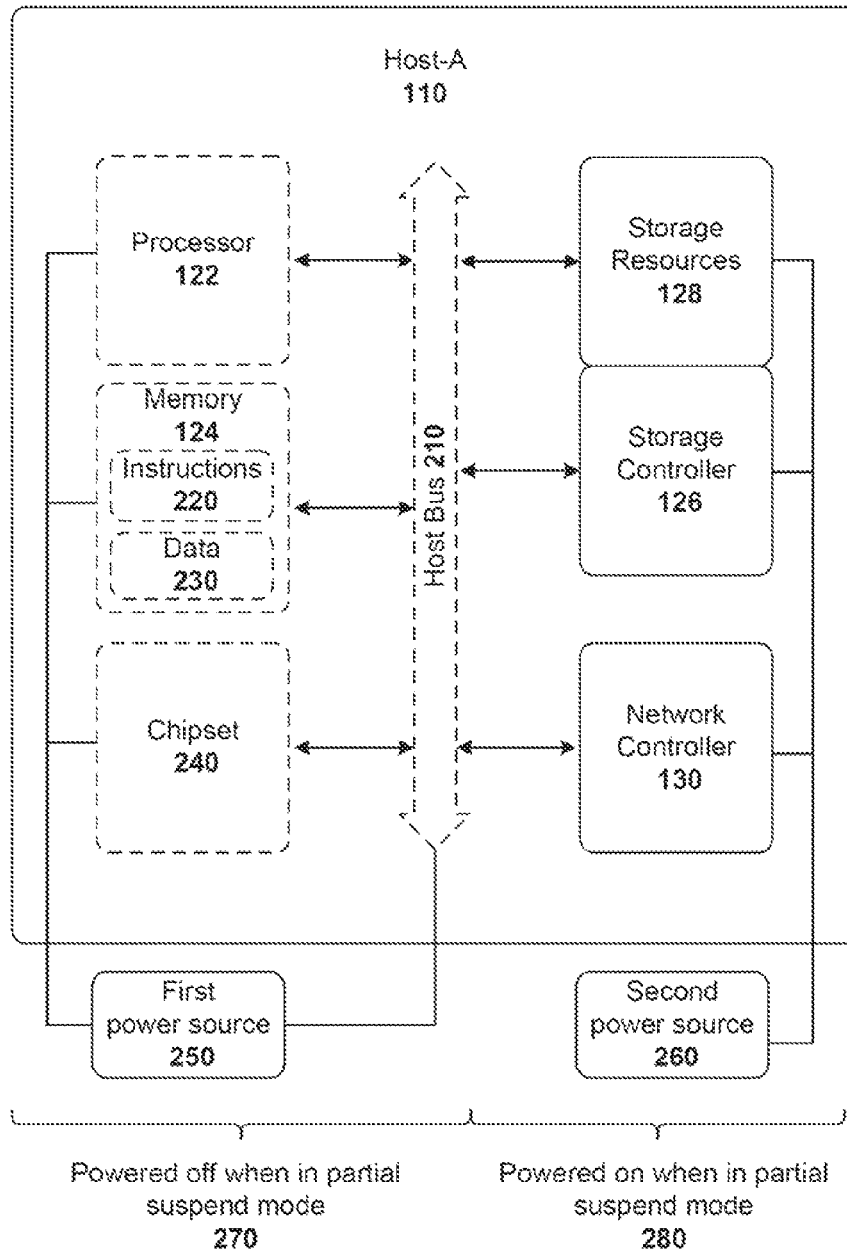 Host-A
110
Processor
122
Memory
124
Instructions
220
Data
230
Chipset
240
Host Bus 210
Storage
Resources
128
Storage
Controller
126
Network
Controller
130
First
power source
250
Second
power source
260
Powered off when in partial
suspend mode
270
Powered on when in partial
suspend mode
280